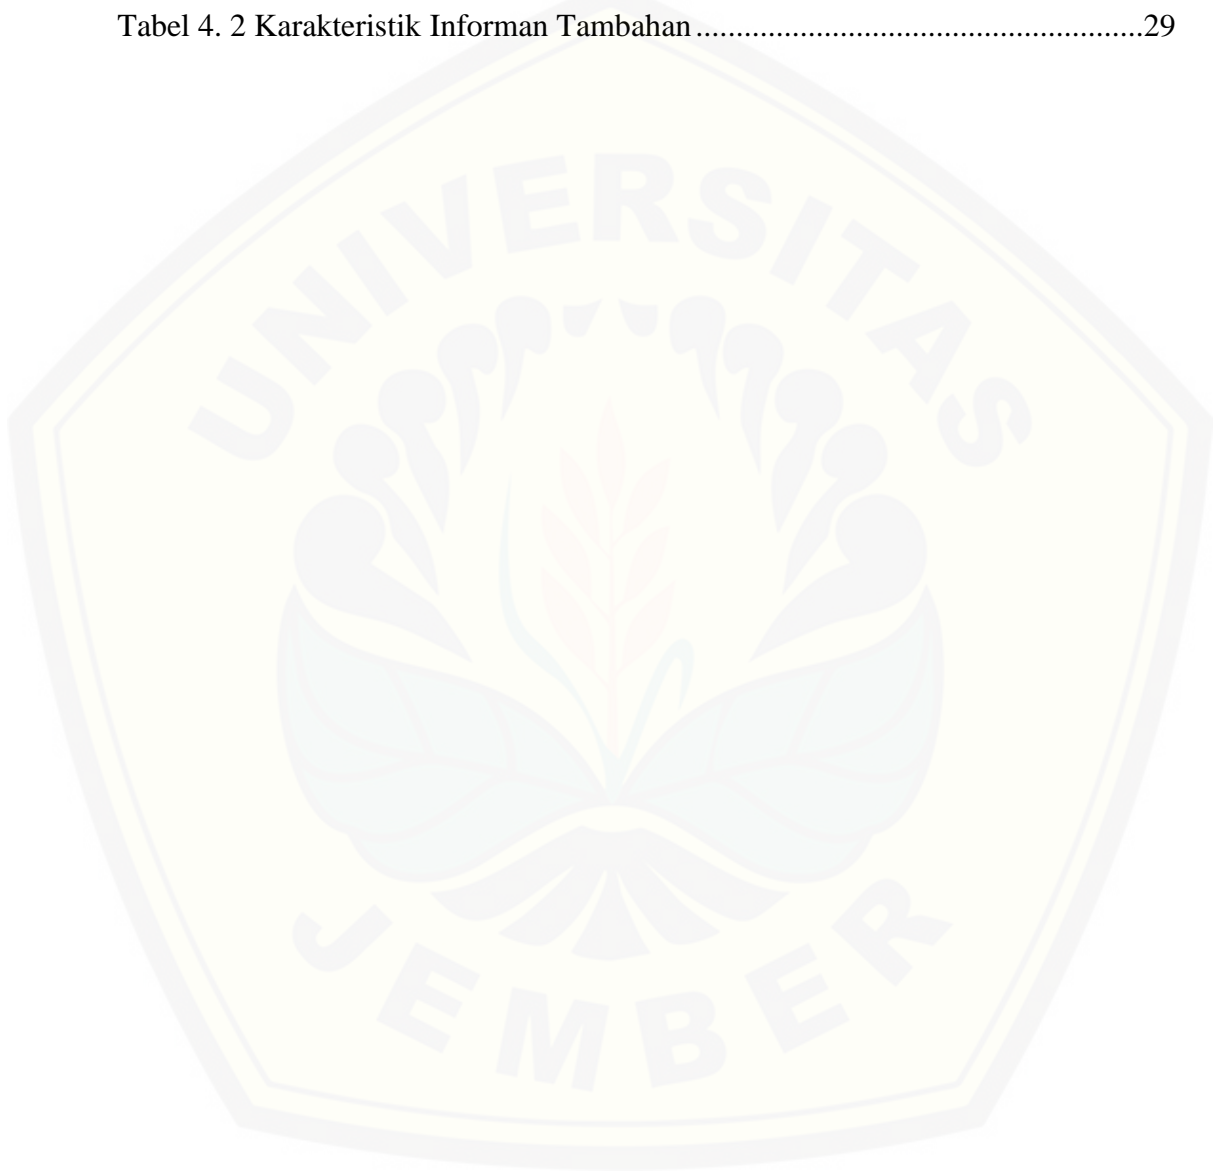 Tabel 4. 2 Karakteristik Informan Tambahan........................................................29
UNIVERSITAS
JEMBER